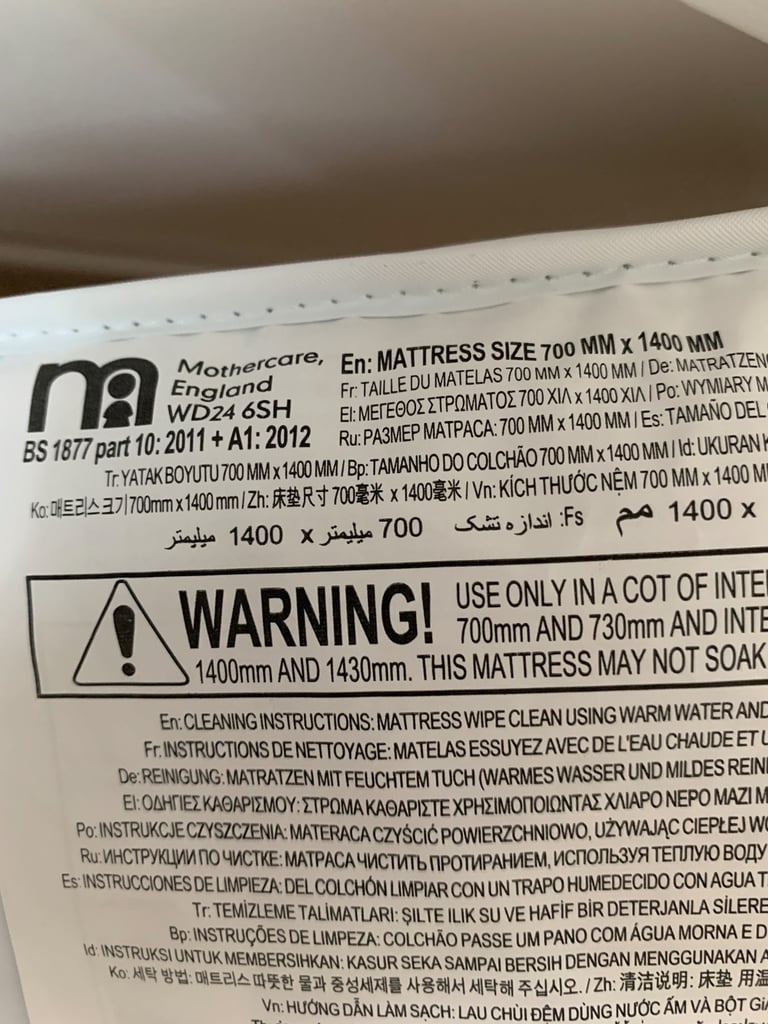 Mothercare,
England
WD24 6SH
BS 1877 part 10: 2011 + A1: 2012
En: MATTRESS SIZE 700 MM x 1400 MM
Fr: TAILLE DU MATELAS 700 MM x 1400 MM / De: MATRATZEN
El: ΜΕΓΕΘΟΣ ΣΤΡΩΜΑΤΟΣ 700 ΧΙΛ x 1400 ΧΙΛ / Po: WYMIARY M
Ru: РАЗМЕР МАТРАСА: 700 MM x 1400 MM / Es: TAMAÑO DEL
Tr: YATAK BOYUTU 700 MM x 1400 MM / Bp: TAMANHO DO COLCHÃO 700 MM x 1400 MM / Id: UKURAN K
Ko: 매트리스 크기 700mm x 1400 mm / Zh: 床垫尺寸 700毫米 x 1400毫米 / Vn: KÍCH THƯỚC NỆM 700 MM x 1400 M
x 1400 مم Fs: اندازه تشک 700 میلیمتر x 1400 میلیمتر
WARNING! USE ONLY IN A COT OF INTE
700mm AND 730mm AND INTE
1400mm AND 1430mm. THIS MATTRESS MAY NOT SOAK
En: CLEANING INSTRUCTIONS: MATTRESS WIPE CLEAN USING WARM WATER AND
Fr: INSTRUCTIONS DE NETTOYAGE: MATELAS ESSUYEZ AVEC DE L'EAU CHAUDE ET U
De: REINIGUNG: MATRATZEN MIT FEUCHTEM TUCH (WARMES WASSER UND MILDES REINI
El: ΟΔΗΓΙΕΣ ΚΑΘΑΡΙΣΜΟΥ: ΣΤΡΩΜΑ ΚΑΘΑΡΙΣΤΕ ΧΡΗΣΙΜΟΠΟΙΩΝΤΑΣ ΧΛΙΑΡΟ ΝΕΡΟ ΜΑΖΙ Μ
Po: INSTRUKCJE CZYSZCZENIA: MATERACA CZYŚCIĆ POWIERZCHNIOWO, UŻYWAJĄC CIEPŁEJ WO
Ru: ИНСТРУКЦИИ ПО ЧИСТКЕ: МАТРАСА ЧИСТИТЬ ПРОТИРАНИЕМ, ИСПОЛЬЗУЯ ТЕПЛУЮ ВОДУ
Es: INSTRUCCIONES DE LIMPIEZA: DEL COLCHÓN LIMPIAR CON UN TRAPO HUMEDECIDO CON AGUA T
Tr: TEMİZLEME TALİMATLARI: ŞİLTE ILIK SU VE HAFİF BİR DETERJANLA SİLERE
Bp: INSTRUÇÕES DE LIMPEZA: COLCHÃO PASSE UM PANO COM ÁGUA MORNA E D
Id: INSTRUKSI UNTUK MEMBERSIHKAN: KASUR SEKA SAMPAI BERSIH DENGAN MENGGUNAKAN A
Ko: 세탁 방법: 매트리스 따뜻한 물과 중성세제를 사용해서 세탁해 주십시오. / Zh: 清洁说明: 床垫 用温
Vn: HƯỚNG DẪN LÀM SẠCH: LAU CHÙI ĐỆM DÙNG NƯỚC ẤM VÀ BỘT GI